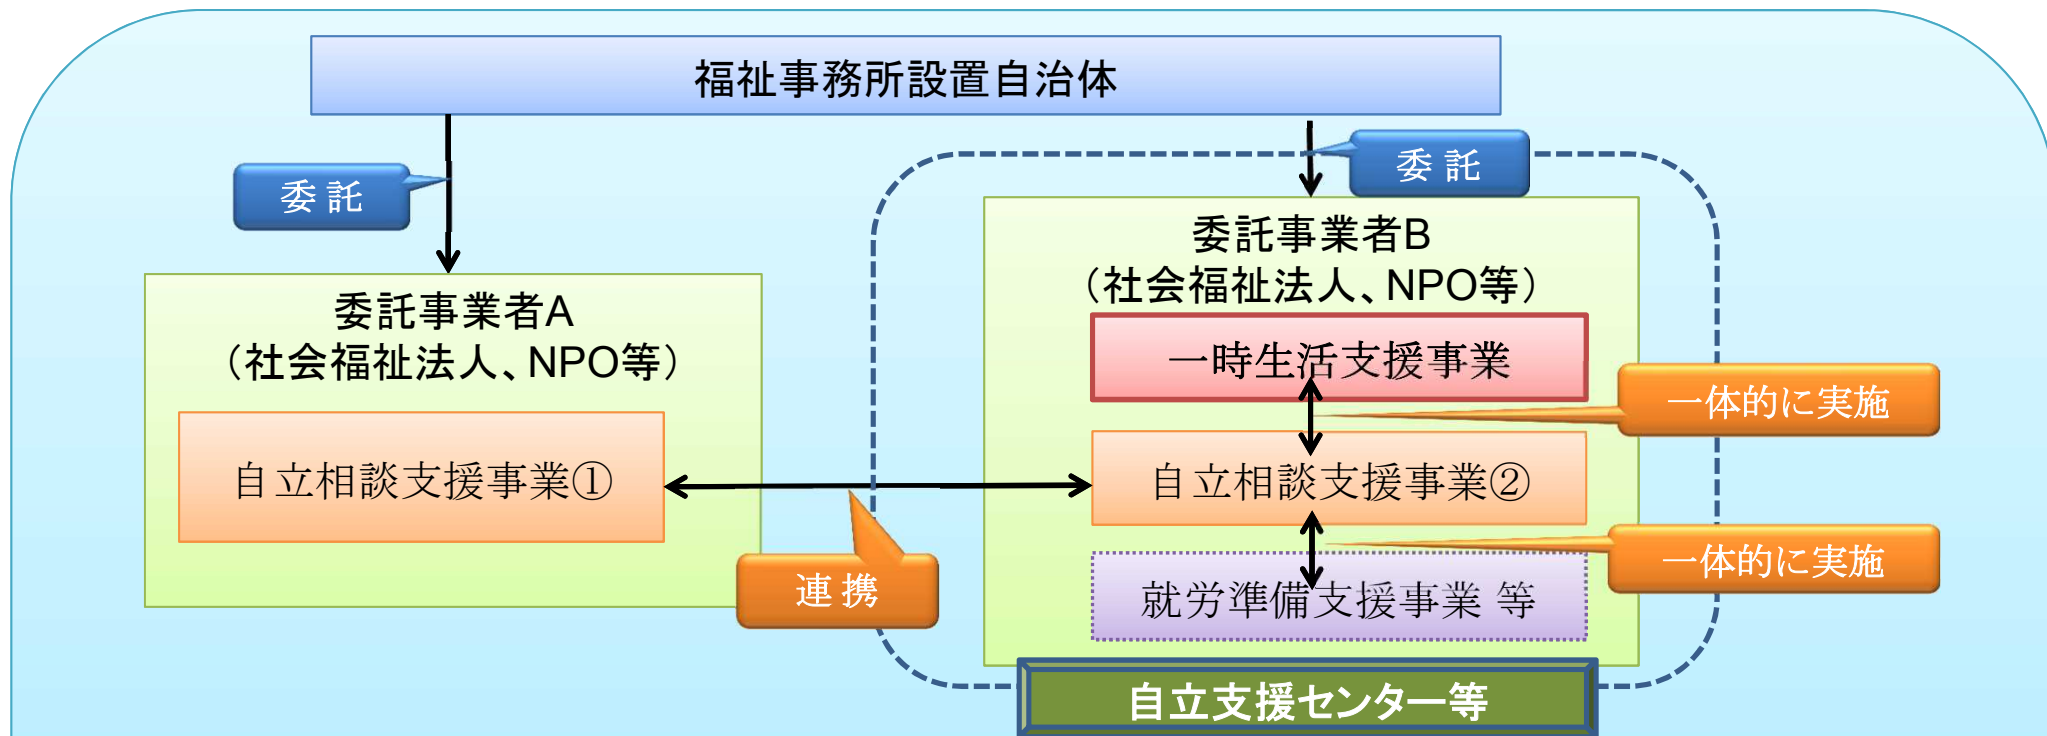 福祉事務所設置自治体
委託
委託
委託事業者A
（社会福祉法人、NPO等）
自立相談支援事業①
連携
委託事業者B
（社会福祉法人、NPO等）
一時生活支援事業
一体的に実施
自立相談支援事業②
一体的に実施
就労準備支援事業 等
自立支援センター等